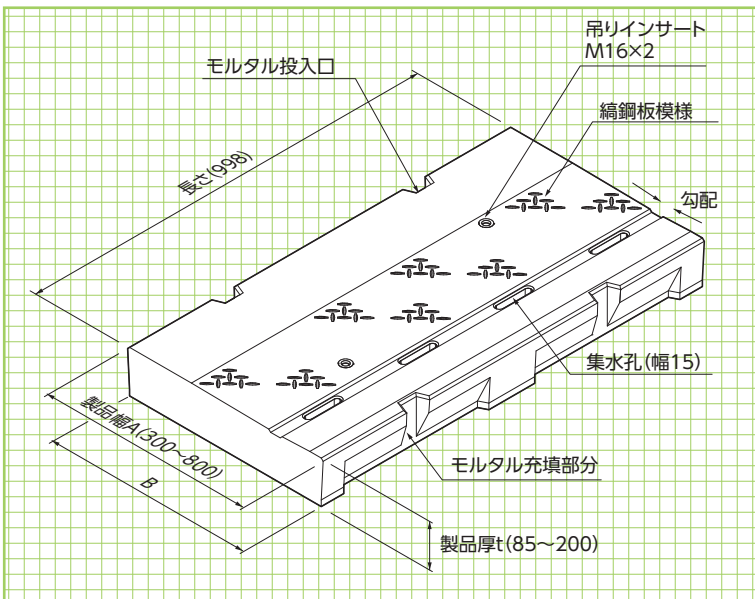 吊りインサート
M16×2
モルタル投入口
縞鋼板模様
長さ(998)
勾配
集水孔(幅15)
製品幅A(300~800)
モルタル充填部分
B
製品厚t(85~200)